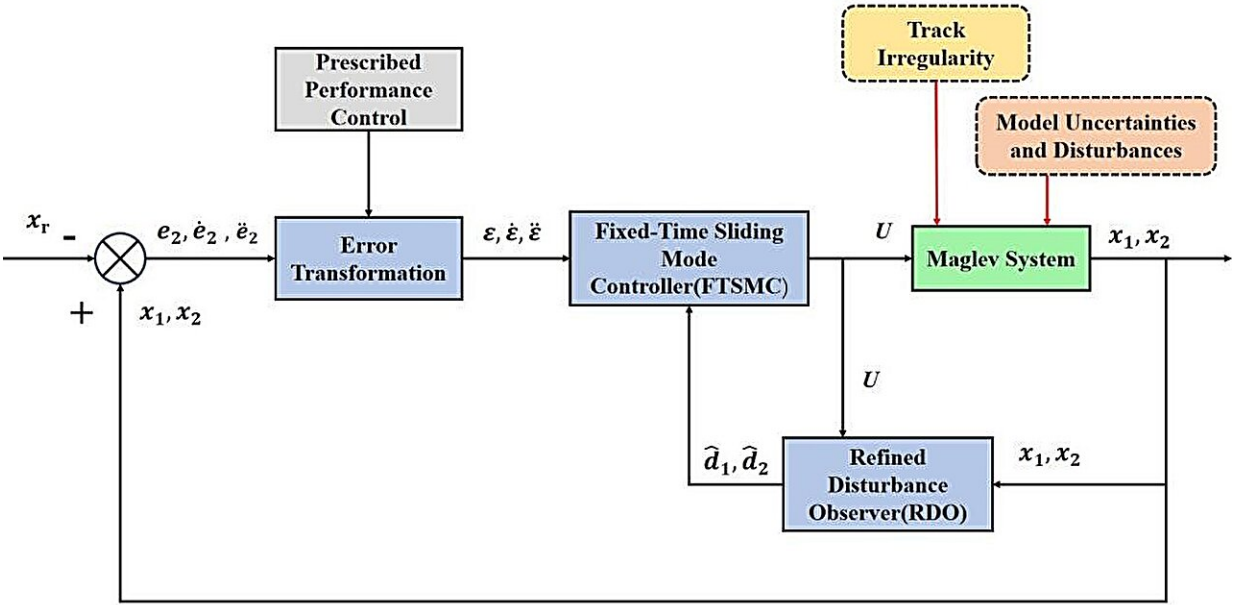 Track
Irregularity
Prescribed
Performance
Control
Model Uncertainties
and Disturbances
xᵣ
-
e₂, ė₂ , ë₂
Error
Transformation
ε, ε̇, ε̈
Fixed-Time Sliding
Mode
Controller(FTSMC)
U
Maglev System
x₁, x₂
+
x₁, x₂
U
d̂₁, d̂₂
Refined
Disturbance
Observer(RDO)
x₁, x₂